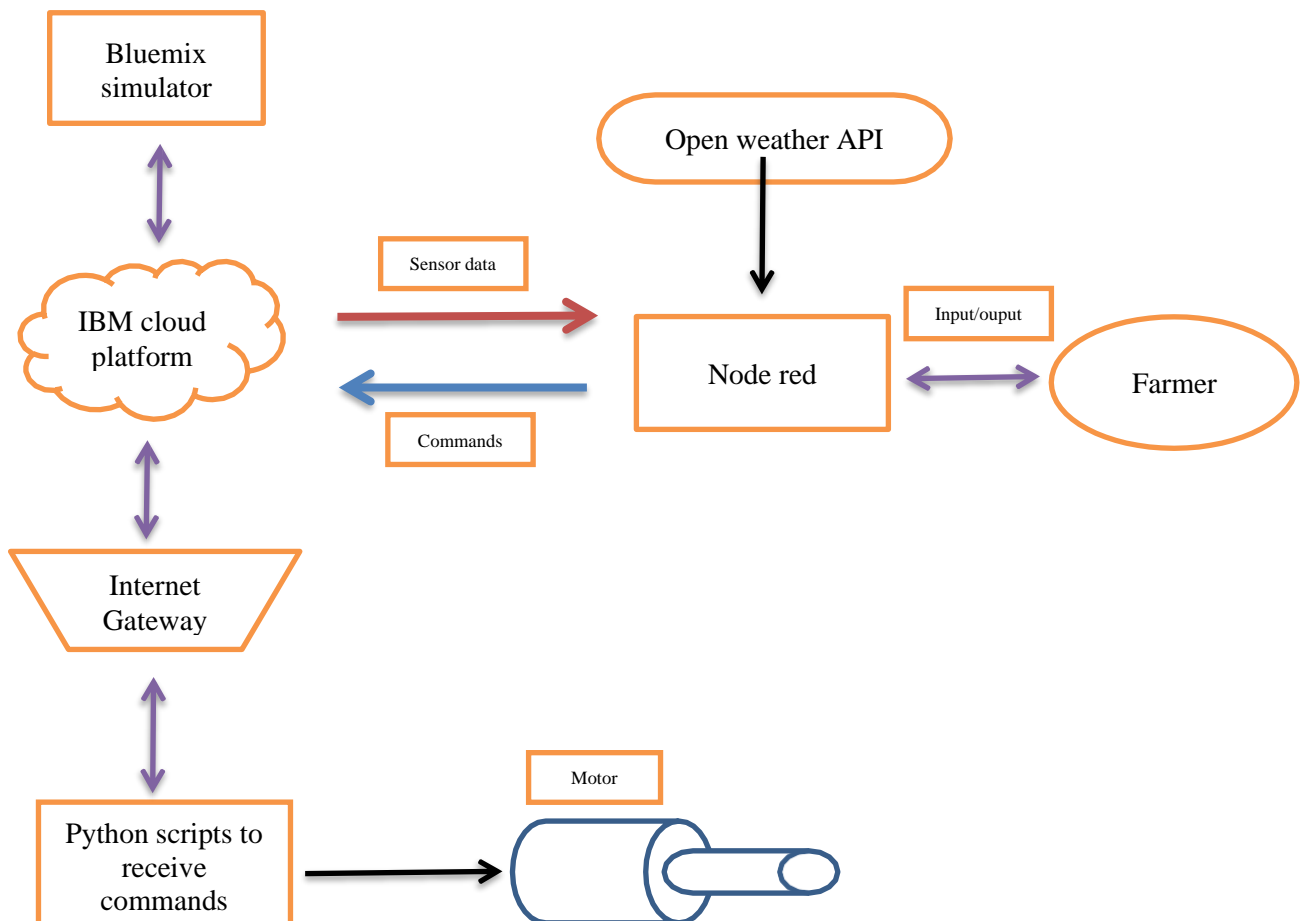 Bluemix
simulator
Open weather API
Sensor data
IBM cloud
platform
Input/ouput
Node red
Farmer
Commands
Internet
Gateway
Motor
Python scripts to
receive
commands